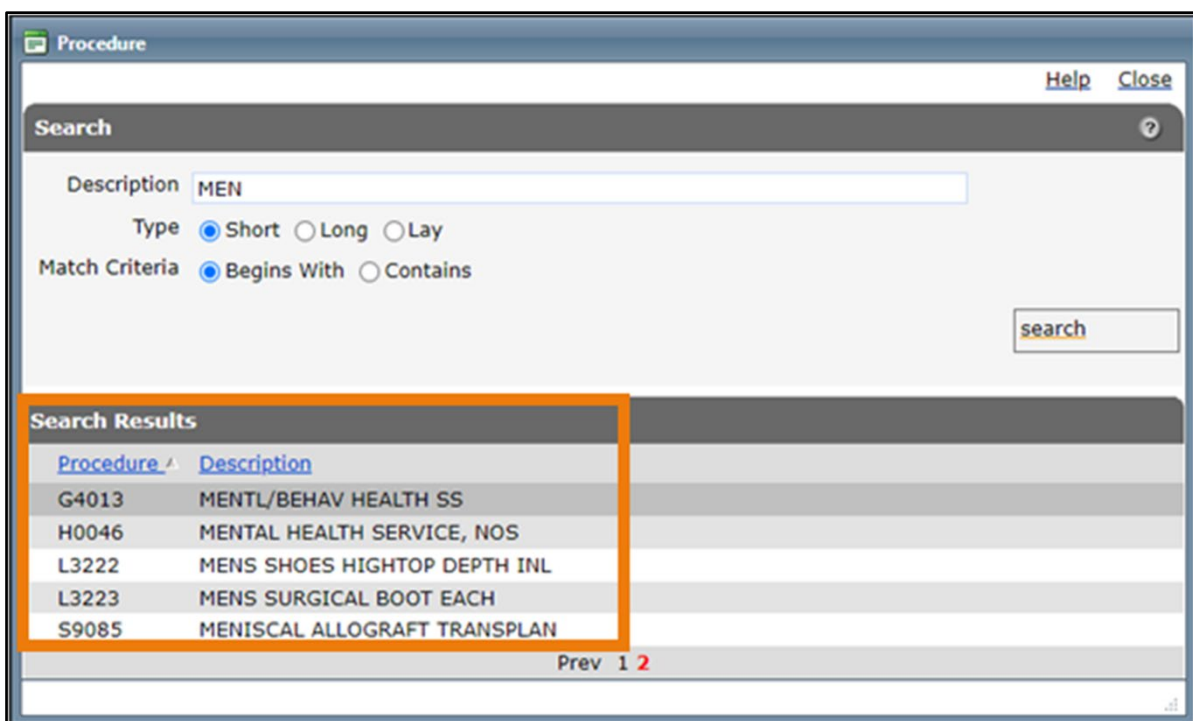 Procedure
Help Close
Search
Description MEN
Type Short Long Lay
Match Criteria Begins With Contains
search
Search Results
Procedure Description
G4013 MENTL/BEHAV HEALTH SS
H0046 MENTAL HEALTH SERVICE, NOS
L3222 MENS SHOES HIGHTOP DEPTH INL
L3223 MENS SURGICAL BOOT EACH
S9085 MENISCAL ALLOGRAFT TRANSPLAN
Prev 1 2